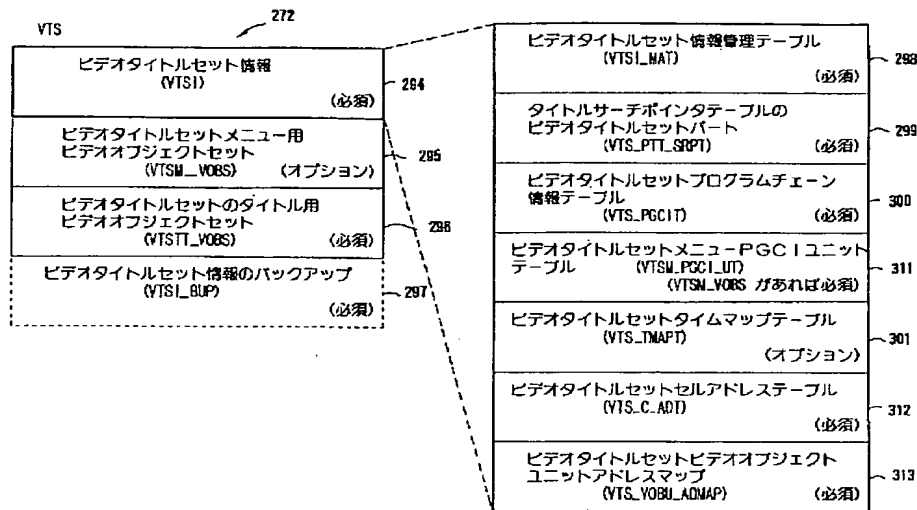 272
VTS
ビデオタイトルセット情報
(VTSI)
(必須)
294
ビデオタイトルセットメニュー用
ビデオオブジェクトセット
(VTSM_VOBS) (オプション)
295
ビデオタイトルセットのダイトル用
ビデオオブジェクトセット
(VTSTT_VOBS) (必須)
296
ビデオタイトルセット情報のバックアップ
(VTSI_BUP)
(必須)
297
ビデオタイトルセット情報管理テーブル
(VTSI_MAT)
(必須)
298
タイトルサーチポインタテーブルの
ビデオタイトルセットパート
(VTS_PTT_SRPT) (必須)
299
ビデオタイトルセットプログラムチェーン
情報テーブル
(VTS_PGCIT) (必須)
300
ビデオタイトルセットメニューPGCIユニット
テーブル (VTSM_PGCI_UT)
(VTSM_VOBS があれば必須)
311
ビデオタイトルセットタイムマップテーブル
(VTS_TMAPT)
(オプション)
301
ビデオタイトルセットセルアドレステーブル
(VTS_C_ADT)
(必須)
312
ビデオタイトルセットビデオオブジェクト
ユニットアドレスマップ
(VTS_VOBU_ADMAP) (必須)
313